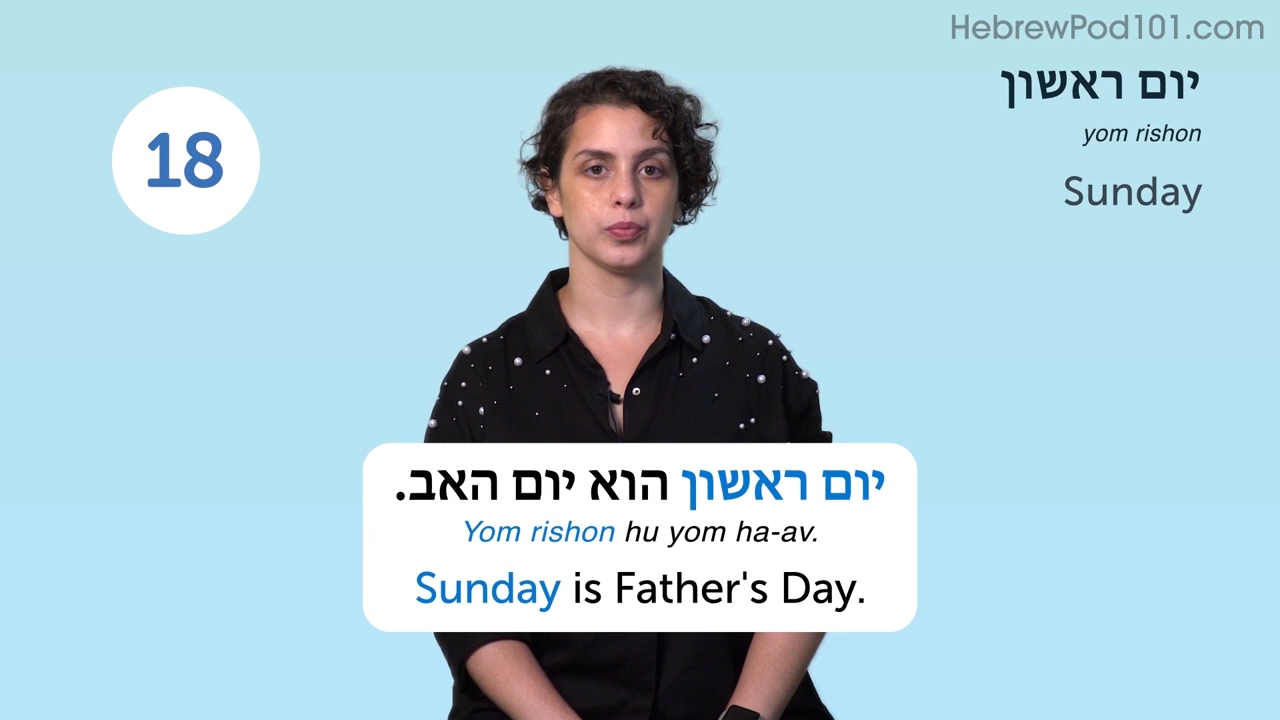 HebrewPod101.com
18
יום ראשון
yom rishon
Sunday
יום ראשון הוא יום האב.
Yom rishon hu yom ha-av.
Sunday is Father's Day.